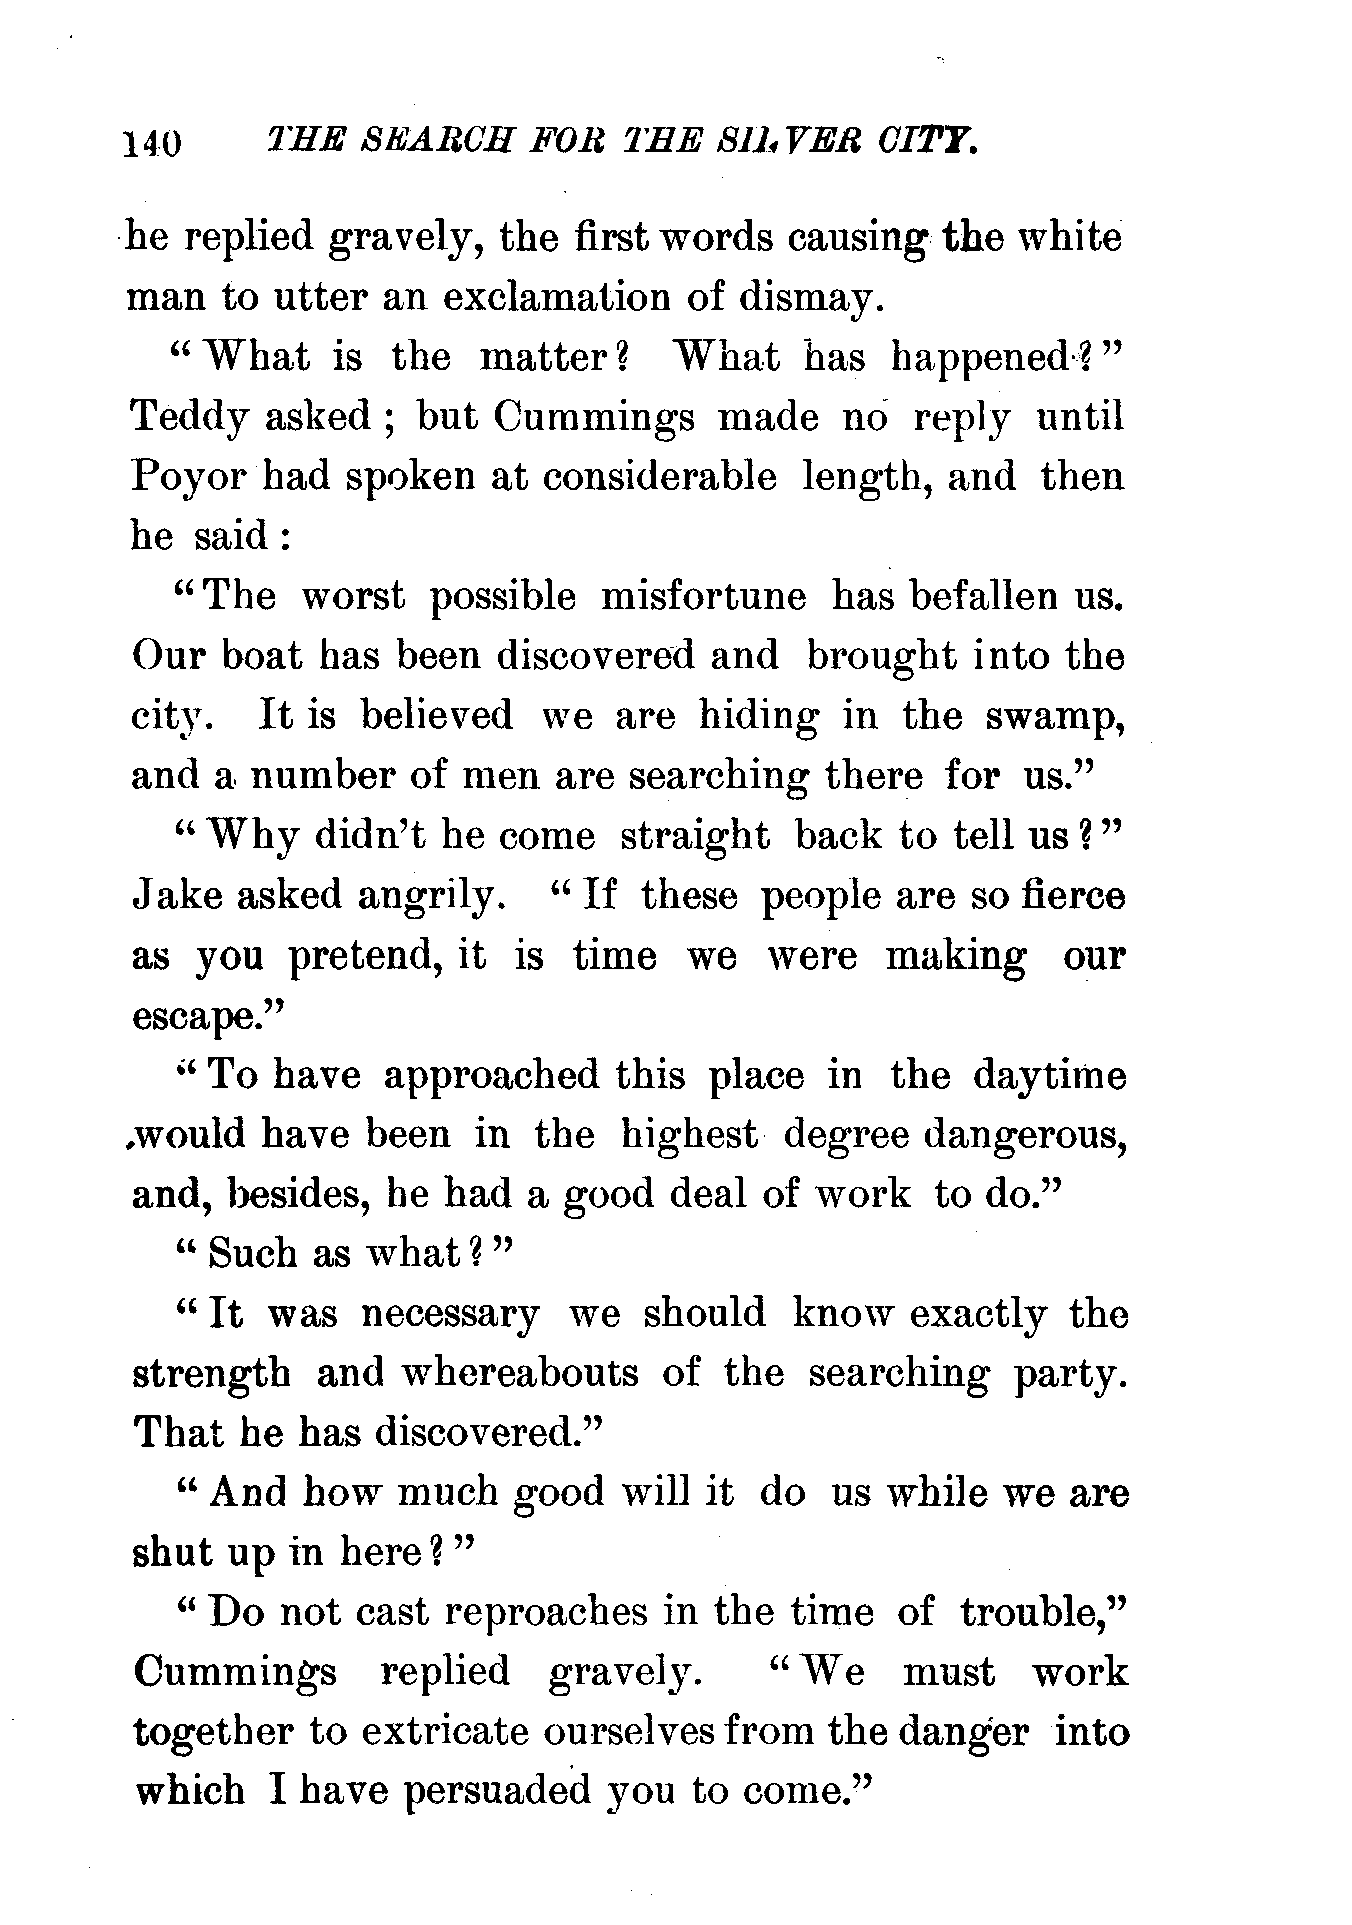 140 THE SEARCH FOR THE SILVER CITY.
he replied gravely, the first words causing the white
man to utter an exclamation of dismay.
“What is the matter? What has happened?”
Teddy asked; but Cummings made no reply until
Poyor had spoken at considerable length, and then
he said:
“The worst possible misfortune has befallen us.
Our boat has been discovered and brought into the
city. It is believed we are hiding in the swamp,
and a number of men are searching there for us.”
“Why didn’t he come straight back to tell us?”
Jake asked angrily. “If these people are so fierce
as you pretend, it is time we were making our
escape.”
“To have approached this place in the daytime
would have been in the highest degree dangerous,
and, besides, he had a good deal of work to do.”
“Such as what?”
“It was necessary we should know exactly the
strength and whereabouts of the searching party.
That he has discovered.”
“And how much good will it do us while we are
shut up in here?”
“Do not cast reproaches in the time of trouble,”
Cummings replied gravely. “We must work
together to extricate ourselves from the danger into
which I have persuaded you to come.”